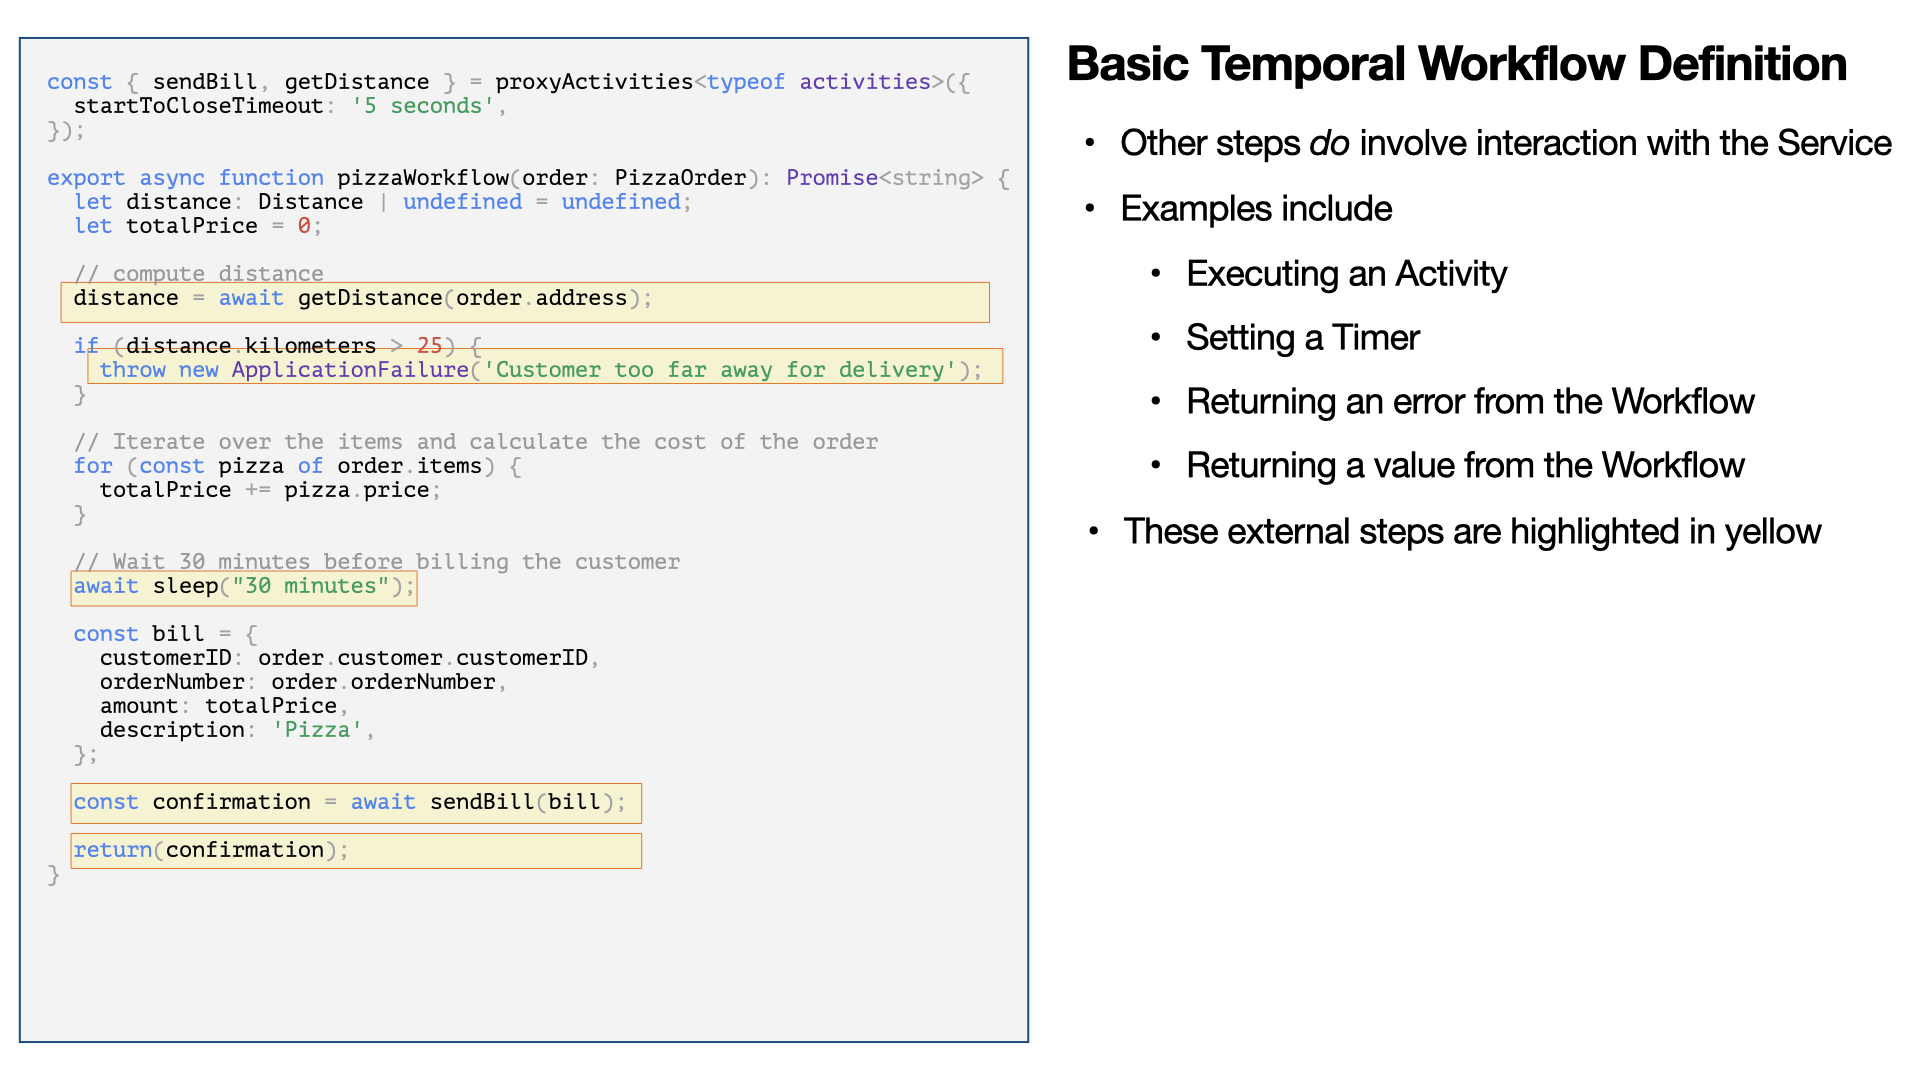 const { sendBill, getDistance } = proxyActivities<typeof activities>({
  startToCloseTimeout: '5 seconds',
});

export async function pizzaWorkflow(order: PizzaOrder): Promise<string> {
  let distance: Distance | undefined = undefined;
  let totalPrice = 0;

  // compute distance
  distance = await getDistance(order.address);

  if (distance.kilometers > 25) {
    throw new ApplicationFailure('Customer too far away for delivery');
  }

  // Iterate over the items and calculate the cost of the order
  for (const pizza of order.items) {
    totalPrice += pizza.price;
  }

  // Wait 30 minutes before billing the customer
  await sleep("30 minutes");

  const bill = {
    customerID: order.customer.customerID,
    orderNumber: order.orderNumber,
    amount: totalPrice,
    description: 'Pizza',
  };

  const confirmation = await sendBill(bill);

  return(confirmation);
}
Basic Temporal Workflow Definition
• Other steps do involve interaction with the Service
• Examples include
• Executing an Activity
• Setting a Timer
• Returning an error from the Workflow
• Returning a value from the Workflow
• These external steps are highlighted in yellow